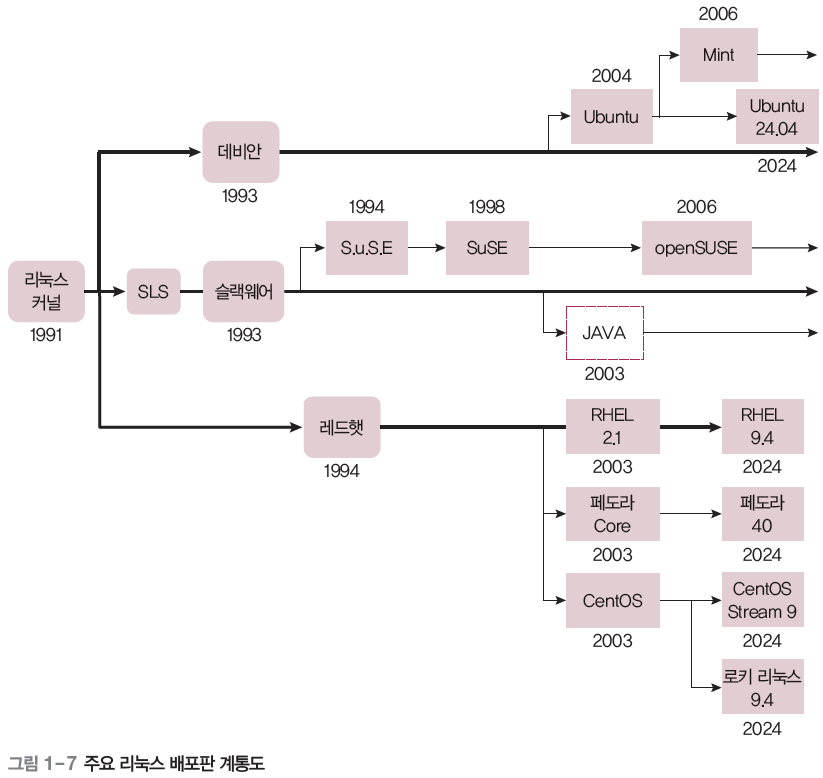 2006
Mint
2004
Ubuntu
Ubuntu
24.04
데비안
2024
1993
1994
1998
2006
S.u.S.E
SuSE
openSUSE
리눅스
커널
SLS
슬랙웨어
1991
1993
JAVA
2003
레드햇
1994
RHEL
2.1
RHEL
9.4
2003
2024
페도라
Core
페도라
40
2003
2024
CentOS
CentOS
Stream 9
2003
2024
로키 리눅스
9.4
2024
그림 1-7 주요 리눅스 배포판 계통도